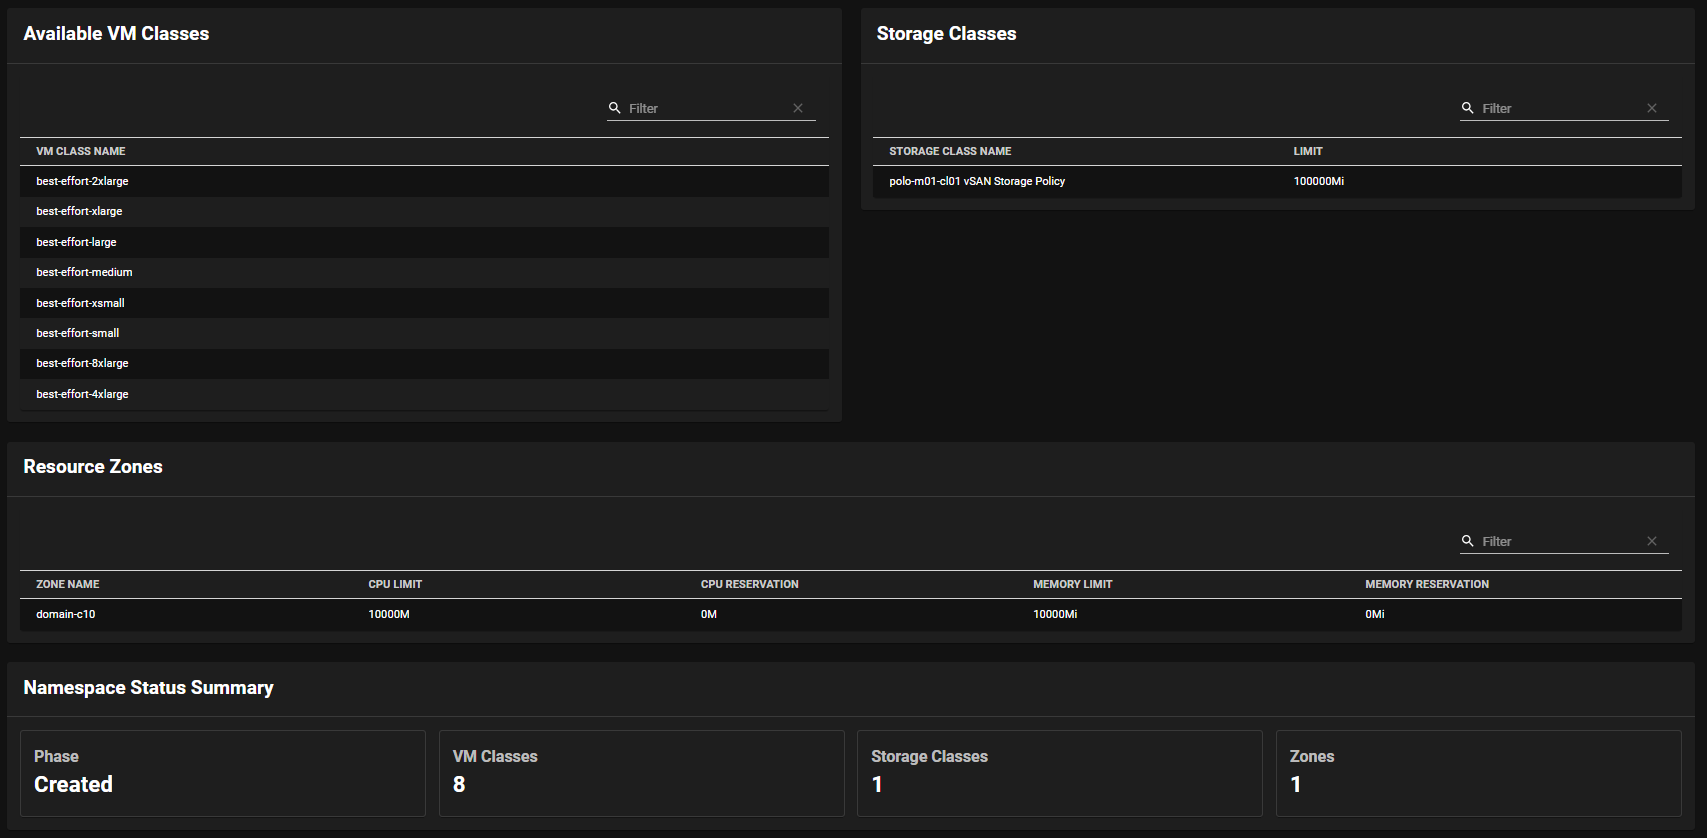 Available VM Classes
Filter
VM CLASS NAME
best-effort-2xlarge
best-effort-xlarge
best-effort-large
best-effort-medium
best-effort-xsmall
best-effort-small
best-effort-8xlarge
best-effort-4xlarge
Storage Classes
Filter
STORAGE CLASS NAME LIMIT
polo-m01-cl01 vSAN Storage Policy 100000Mi
Resource Zones
Filter
ZONE NAME CPU LIMIT CPU RESERVATION MEMORY LIMIT MEMORY RESERVATION
domain-c10 10000M 0M 10000Mi 0Mi
Namespace Status Summary
Phase
Created
VM Classes
8
Storage Classes
1
Zones
1